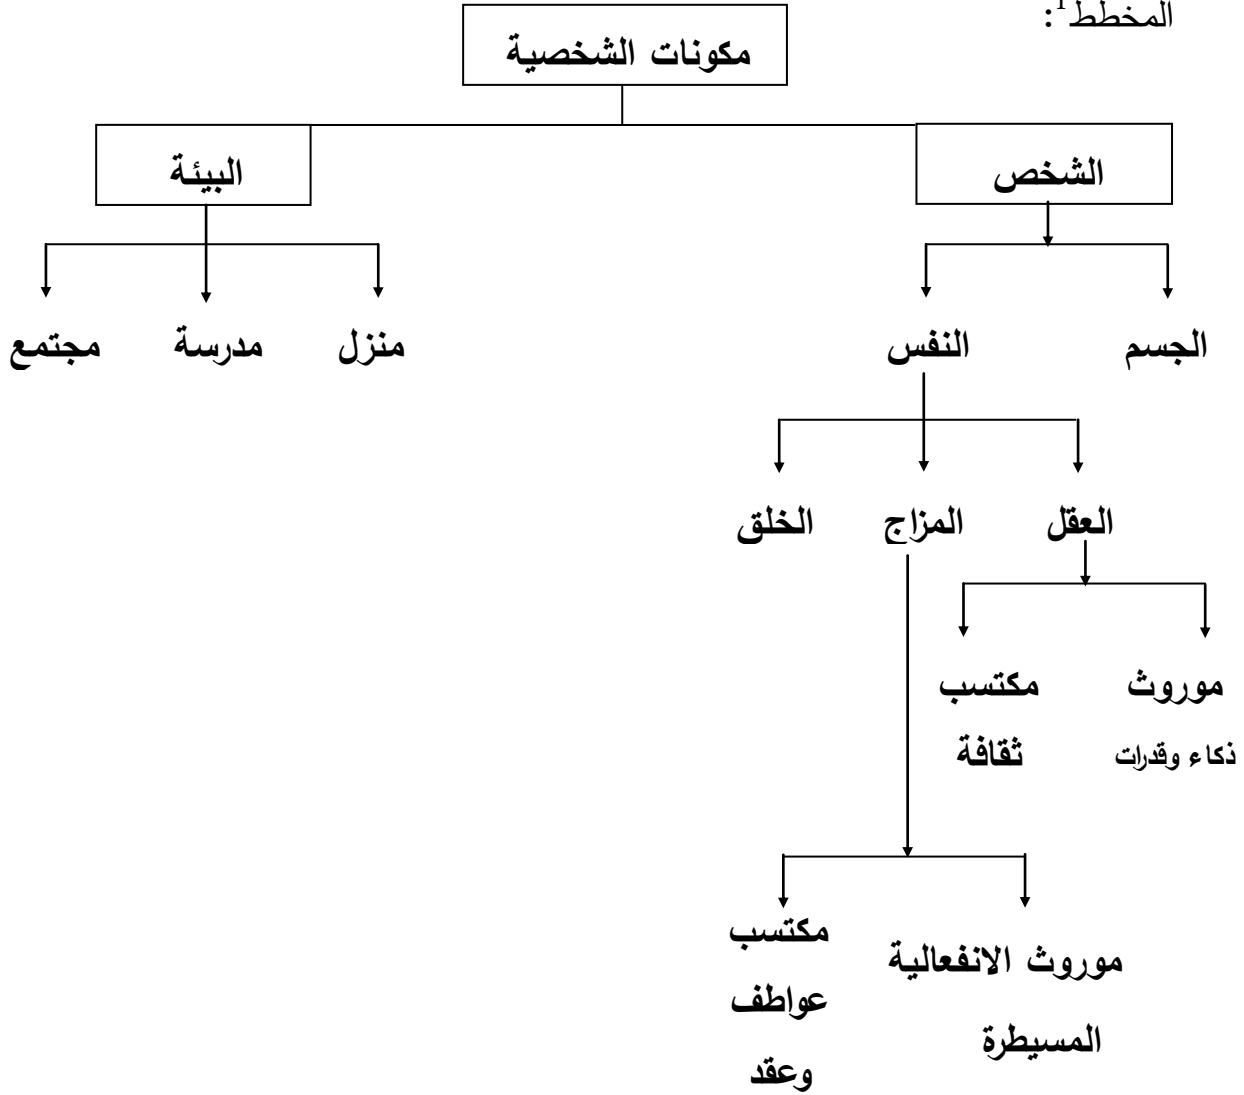 المخطط1:
مكونات الشخصية
الشخص
البيئة
الجسم
النفس
منزل
مدرسة
مجتمع
العقل
المزاج
الخلق
موروث
مكتسب
ذكاء وقدرات
ثقافة
موروث الانفعالية
المسيطرة
مكتسب
عواطف
وعقد